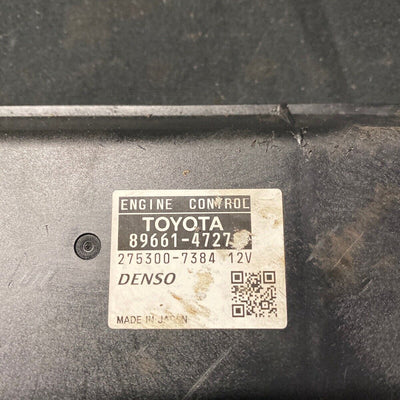 ENGINE CONTROL
TOYOTA
89661-4727
275300-7384 12V
DENSO
MADE IN JAPAN